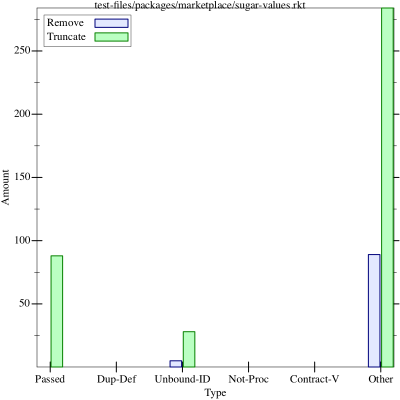 test-files/packages/marketplace/sugar-values.rkt
Remove
Truncate
250
200
150
100
50
Amount
Passed Dup-Def Unbound-ID Not-Proc Contract-V Other
Type